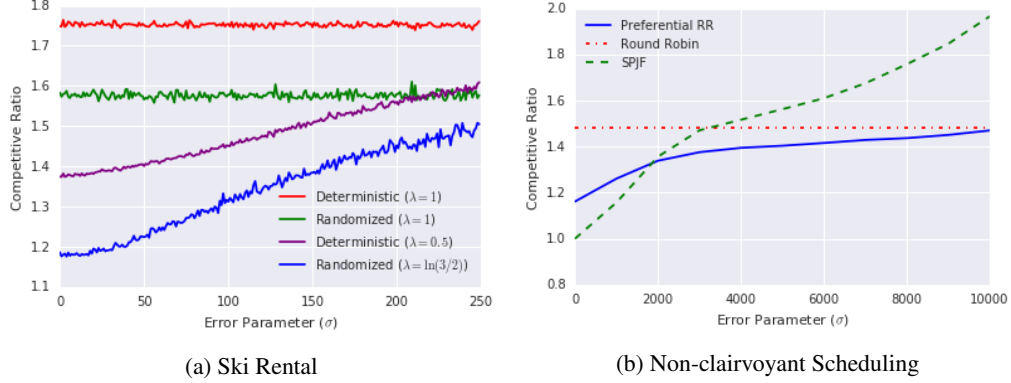 1.8
1.7
1.6
1.5
1.4
1.3
1.2
1.1
Competitive Ratio
Deterministic (λ = 1)
Randomized (λ = 1)
Deterministic (λ = 0.5)
Randomized (λ = ln(3/2))
0 50 100 150 200 250
Error Parameter (σ)
(a) Ski Rental
2.0
1.8
1.6
1.4
1.2
1.0
0.8
Competitive Ratio
Preferential RR
Round Robin
SPJF
0 2000 4000 6000 8000 10000
Error Parameter (σ)
(b) Non-clairvoyant Scheduling